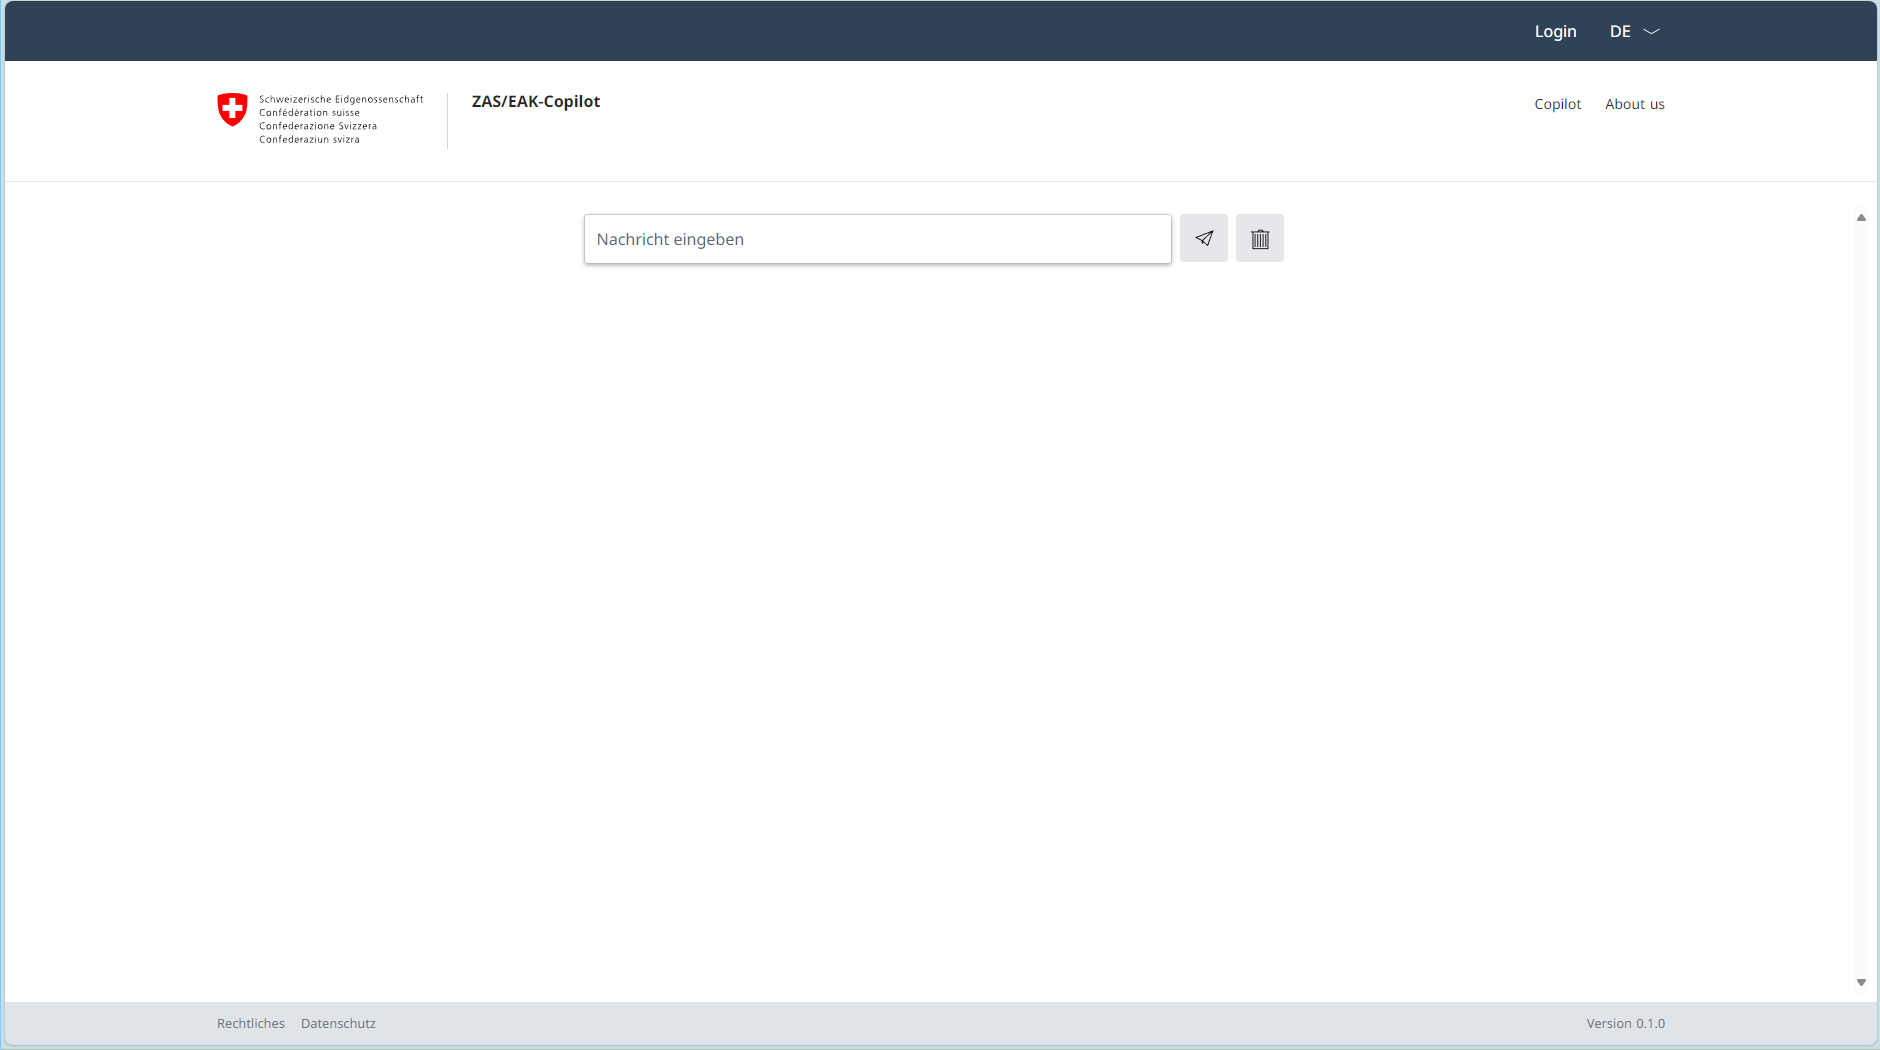 Login DE
Schweizerische Eidgenossenschaft
Confédération suisse
Confederazione Svizzera
Confederaziun svizra
ZAS/EAK-Copilot
Copilot About us
Nachricht eingeben
Rechtliches Datenschutz
Version 0.1.0